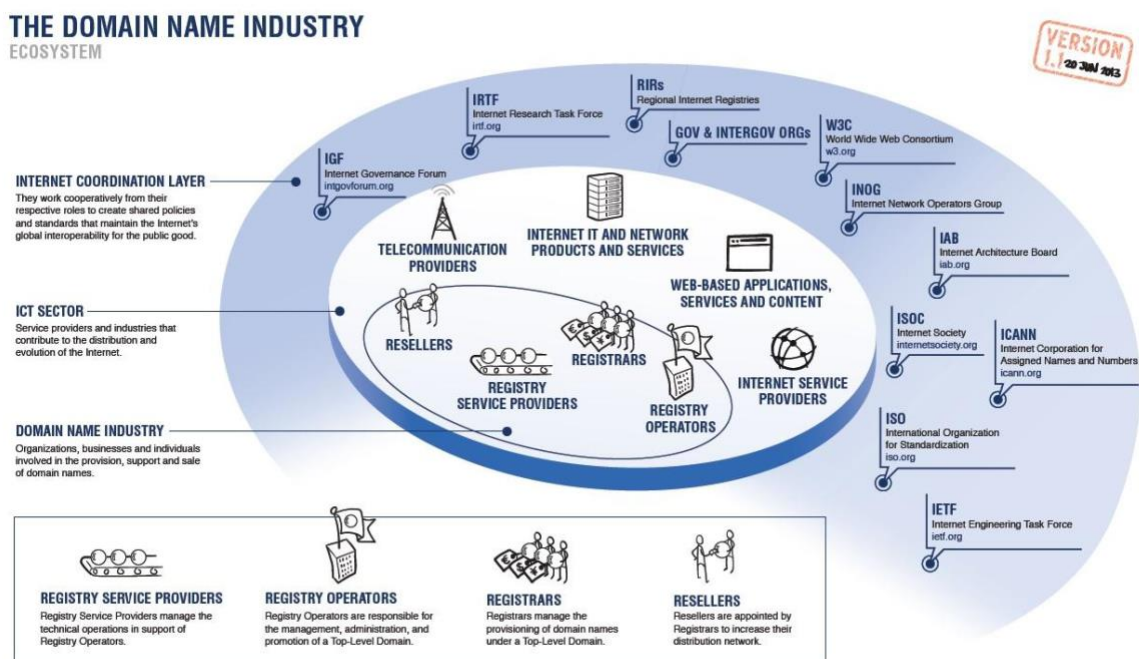 THE DOMAIN NAME INDUSTRY
ECOSYSTEM
VERSION
1.1 20 JUN 2013
IRTF
Internet Research Task Force
irtf.org
RIRs
Regional Internet Registries
GOV & INTERGOV ORGs
W3C
World Wide Web Consortium
w3.org
IGF
Internet Governance Forum
intgovforum.org
INOG
Internet Network Operators Group
IAB
Internet Architecture Board
iab.org
ISOC
Internet Society
internetsociety.org
ICANN
Internet Corporation for
Assigned Names and Numbers
icann.org
ISO
International Organization
for Standardization
iso.org
IETF
Internet Engineering Task Force
ietf.org
INTERNET COORDINATION LAYER
They work cooperatively from their
respective roles to create shared policies
and standards that maintain the Internet's
global interoperability for the public good.
ICT SECTOR
Service providers and industries that
contribute to the distribution and
evolution of the Internet.
DOMAIN NAME INDUSTRY
Organizations, businesses and individuals
involved in the provision, support and sale
of domain names.
TELECOMMUNICATION
PROVIDERS
INTERNET IT AND NETWORK
PRODUCTS AND SERVICES
WEB-BASED APPLICATIONS,
SERVICES AND CONTENT
INTERNET SERVICE
PROVIDERS
RESELLERS
REGISTRARS
REGISTRY
SERVICE PROVIDERS
REGISTRY
OPERATORS
REGISTRY SERVICE PROVIDERS
Registry Service Providers manage the
technical operations in support of
Registry Operators.
REGISTRY OPERATORS
Registry Operators are responsible for
the management, administration, and
promotion of a Top-Level Domain.
REGISTRARS
Registrars manage the
provisioning of domain names
under a Top-Level Domain.
RESELLERS
Resellers are appointed by
Registrars to increase their
distribution network.